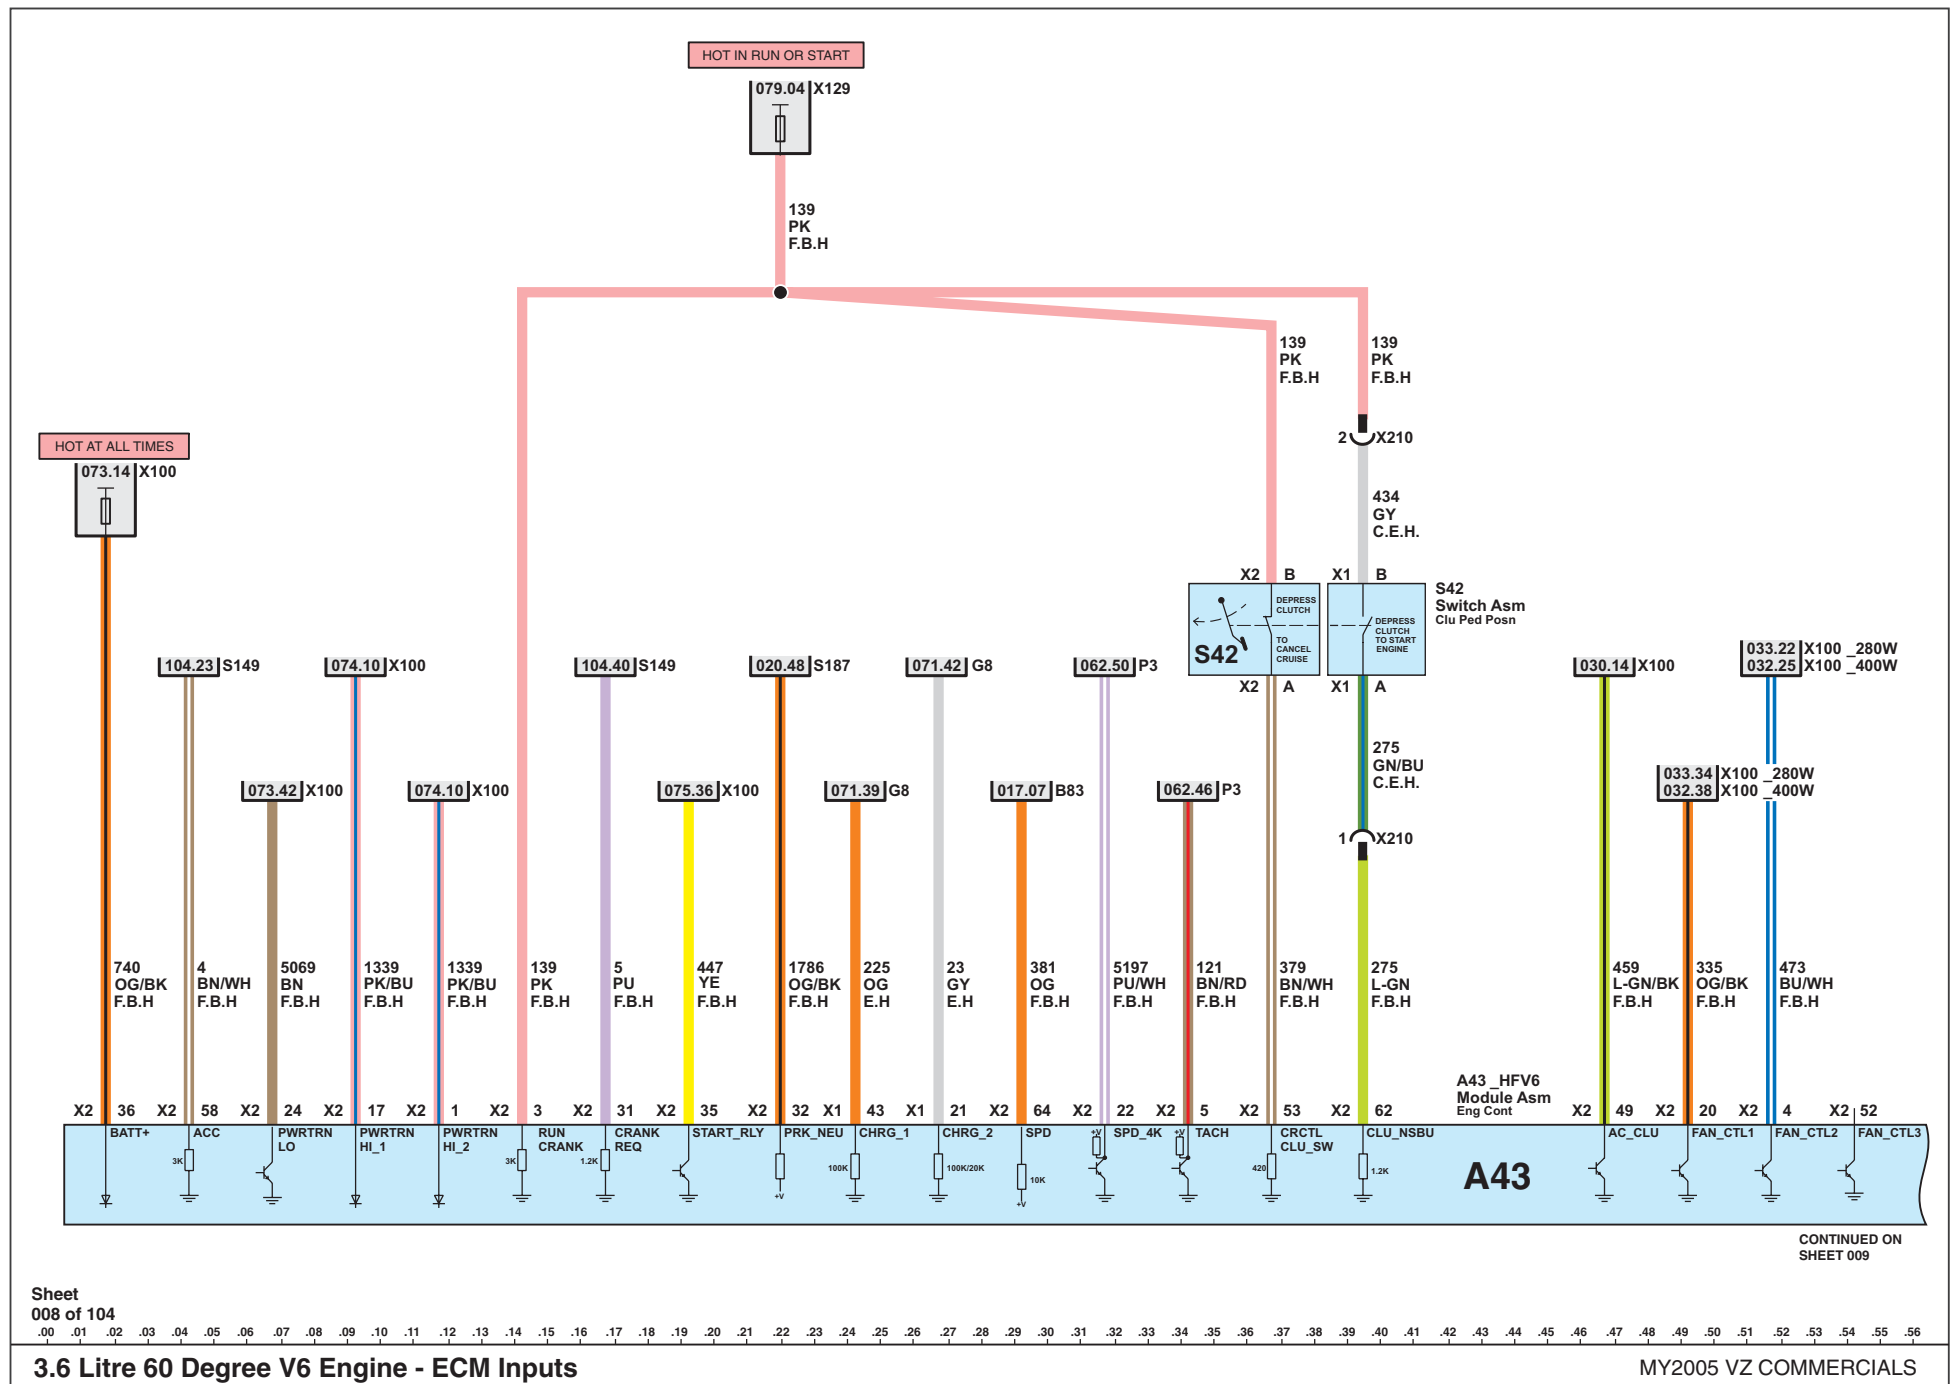 HOT IN RUN OR START
079.04 X129
139
PK
F.B.H
139
PK
F.B.H
139
PK
F.B.H
2 X210
HOT AT ALL TIMES
073.14 X100
434
GY
C.E.H.
X2 B
X1 B
DEPRESS
CLUTCH
TO
CANCEL
CRUISE
S42
DEPRESS
CLUTCH
TO START
ENGINE
S42
Switch Asm
Clu Ped Posn
X2 A
X1 A
104.23 S149
074.10 X100
104.40 S149
020.48 S187
071.42 G8
062.50 P3
030.14 X100
033.22 X100 _280W
032.25 X100 _400W
275
GN/BU
C.E.H.
073.42 X100
074.10 X100
075.36 X100
071.39 G8
017.07 B83
062.46 P3
033.34 X100 _280W
032.38 X100 _400W
1 X210
740
OG/BK
F.B.H
4
BN/WH
F.B.H
5069
BN
F.B.H
1339
PK/BU
F.B.H
1339
PK/BU
F.B.H
139
PK
F.B.H
5
PU
F.B.H
447
YE
F.B.H
1786
OG/BK
F.B.H
225
OG
E.H
23
GY
E.H
381
OG
F.B.H
5197
PU/WH
F.B.H
121
BN/RD
F.B.H
379
BN/WH
F.B.H
275
L-GN
F.B.H
459
L-GN/BK
F.B.H
335
OG/BK
F.B.H
473
BU/WH
F.B.H
A43 _HFV6
Module Asm
Eng Cont
X2 36 X2 58 X2 24 X2 17 X2 1 X2 3 X2 31 X2 35 X2 32 X1 43 X1 21 X2 64 X2 22 X2 5 X2 53 X2 62 X2 49 X2 20 X2 4 X2 52
BATT+
ACC
3K
PWRTRN
LO
PWRTRN
HI_1
PWRTRN
HI_2
RUN
CRANK
3K
CRANK
REQ
1.2K
START_RLY
PRK_NEU
+V
CHRG_1
100K
CHRG_2
100K/20K
SPD
10K
+V
SPD_4K
+V
TACH
+V
CRCTL
CLU_SW
420
CLU_NSBU
1.2K
A43
AC_CLU
FAN_CTL1
FAN_CTL2
FAN_CTL3
CONTINUED ON
SHEET 009
Sheet
008 of 104
.00 .01 .02 .03 .04 .05 .06 .07 .08 .09 .10 .11 .12 .13 .14 .15 .16 .17 .18 .19 .20 .21 .22 .23 .24 .25 .26 .27 .28 .29 .30 .31 .32 .33 .34 .35 .36 .37 .38 .39 .40 .41 .42 .43 .44 .45 .46 .47 .48 .49 .50 .51 .52 .53 .54 .55 .56
3.6 Litre 60 Degree V6 Engine - ECM Inputs
MY2005 VZ COMMERCIALS